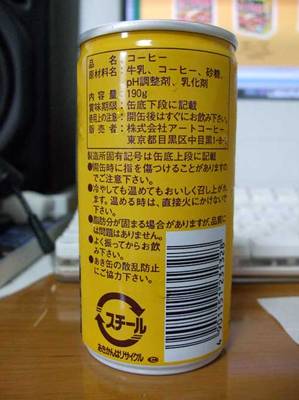 品名:コーヒー
原材料名:牛乳、コーヒー、砂糖、
pH調整剤、乳化剤
内容量:190g
賞味期限:缶底下段に記載
使用上の注意:開缶後はすぐにお飲み下さい。
販売者:株式会社アートコーヒー
東京都目黒区中目黒1-8-
製造所固有記号は缶底上段に記載
●開缶時に指を傷つけることがありますの
でご注意下さい。
●冷やしても温めてもおいしく召し上がれ
ます。温める時は、直接火にかけないで
下さい。
●脂肪分が固まる場合がありますが、品質に
は問題はありません。
●よく振ってからお飲
み下さい。
●あき缶の散乱防止
にご協力下さい。
スチール
あきかんはリサイクル